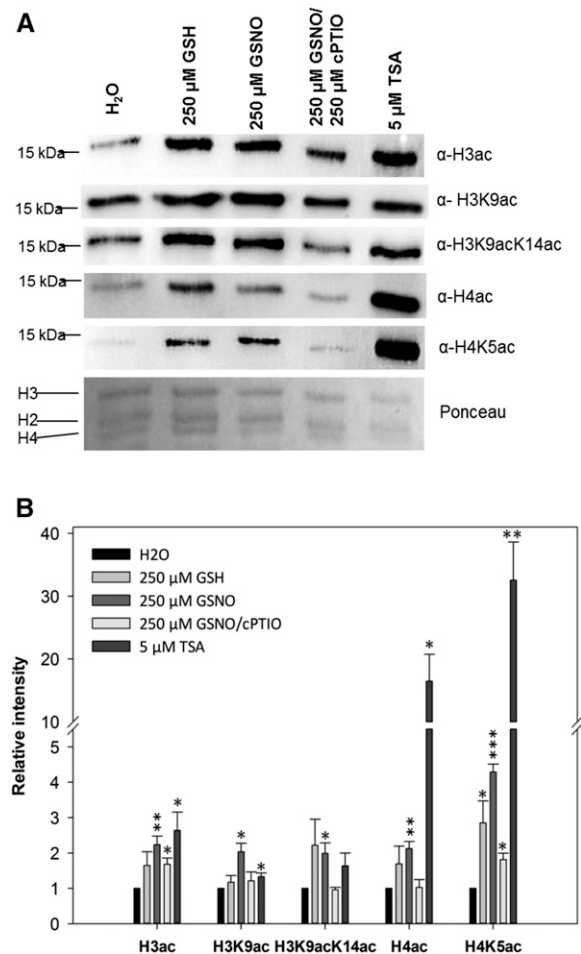 A
H₂O
250 µM GSH
250 µM GSNO
250 µM GSNO/
250 µM cPTIO
5 µM TSA
15 kDa
α-H3ac
15 kDa
α- H3K9ac
15 kDa
α-H3K9acK14ac
15 kDa
α-H4ac
15 kDa
α-H4K5ac
H3
H2
H4
Ponceau
B
Relative intensity
40
30
20
10
5
4
3
2
1
0
H2O
250 µM GSH
250 µM GSNO
250 µM GSNO/cPTIO
5 µM TSA
** * *
* *
*
** *
* *** * **
H3ac H3K9ac H3K9acK14ac H4ac H4K5ac